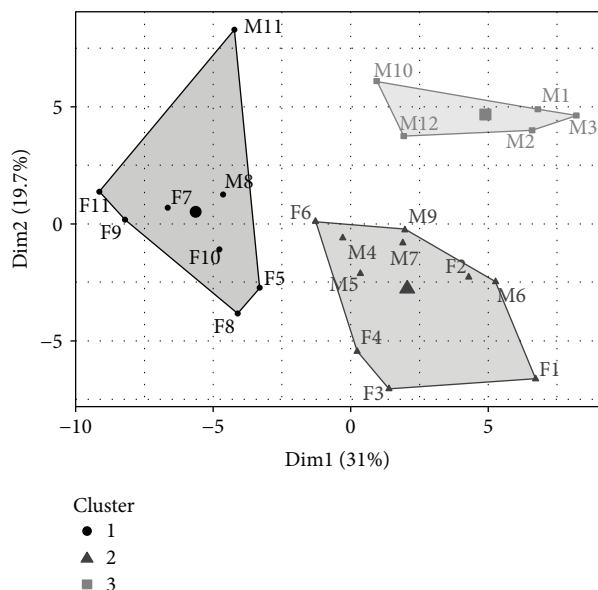 M11
M10
M1
5
M12
M2
M3
M8
F7
F11
F9
F6
M9
0
M4
M7
F10
F2
M5
M6
F5
F8
F4
−5
F1
F3
Dim2 (19.7%)
−10
−5
0
5
Dim1 (31%)
Cluster
1
2
3